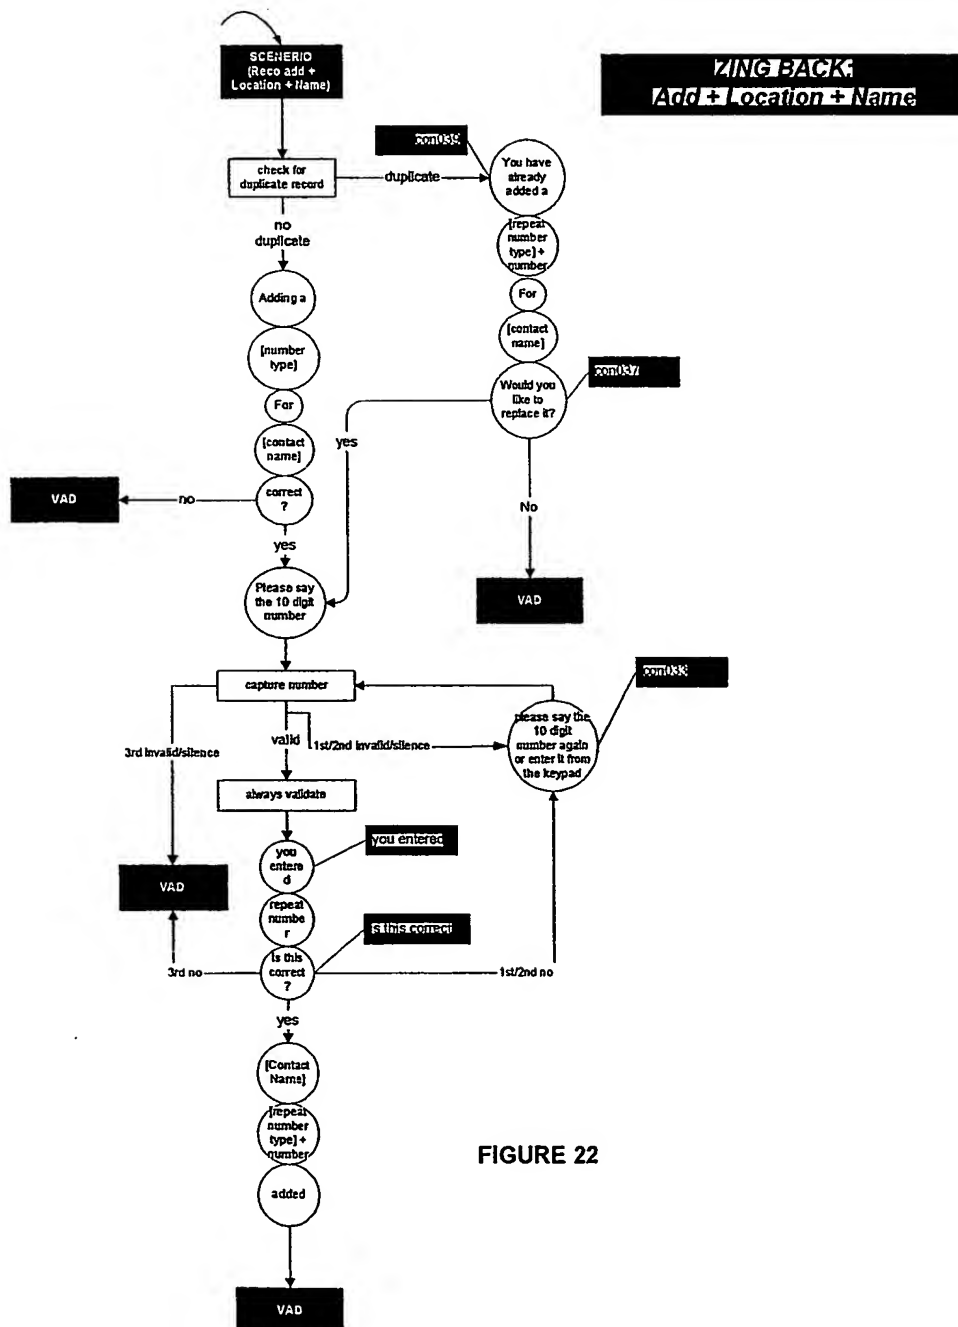 SCENERIO
(Reco add +
Location + Name)
ZING BACK:
Add + Location + Name
con039
check for
duplicate record
duplicate
You have
already
added a
no
duplicate
[repeat
number
type] +
number
Adding a
For
[number
type]
[contact
name]
con037
For
Would you
like to
replace it?
[contact
name]
yes
VAD
no
correct
?
No
yes
Please say
the 10 digit
number
VAD
con033
capture number
please say the
10 digit
number again
or enter it from
the keypad
valid
3rd invalid/silence
1st/2nd invalid/silence
always validate
you
entere
d
you entered
VAD
repeat
numbe
r
is this correct
3rd no
Is this
correct
?
1st/2nd no
yes
[Contact
Name]
[repeat
number
type] +
number
FIGURE 22
added
VAD